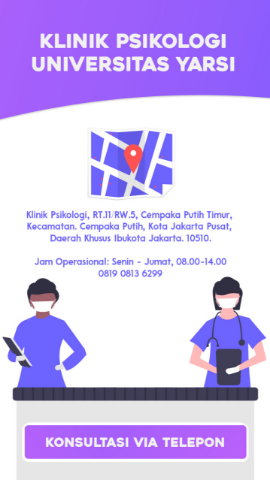 KLINIK PSIKOLOGI
UNIVERSITAS YARSI
Klinik Psikologi, RT.11/RW.5, Cempaka Putih Timur,
Kecamatan. Cempaka Putih, Kota Jakarta Pusat,
Daerah Khusus Ibukota Jakarta. 10510.
Jam Operasional: Senin - Jumat, 08.00-14.00
0819 0813 6299
KONSULTASI VIA TELEPON